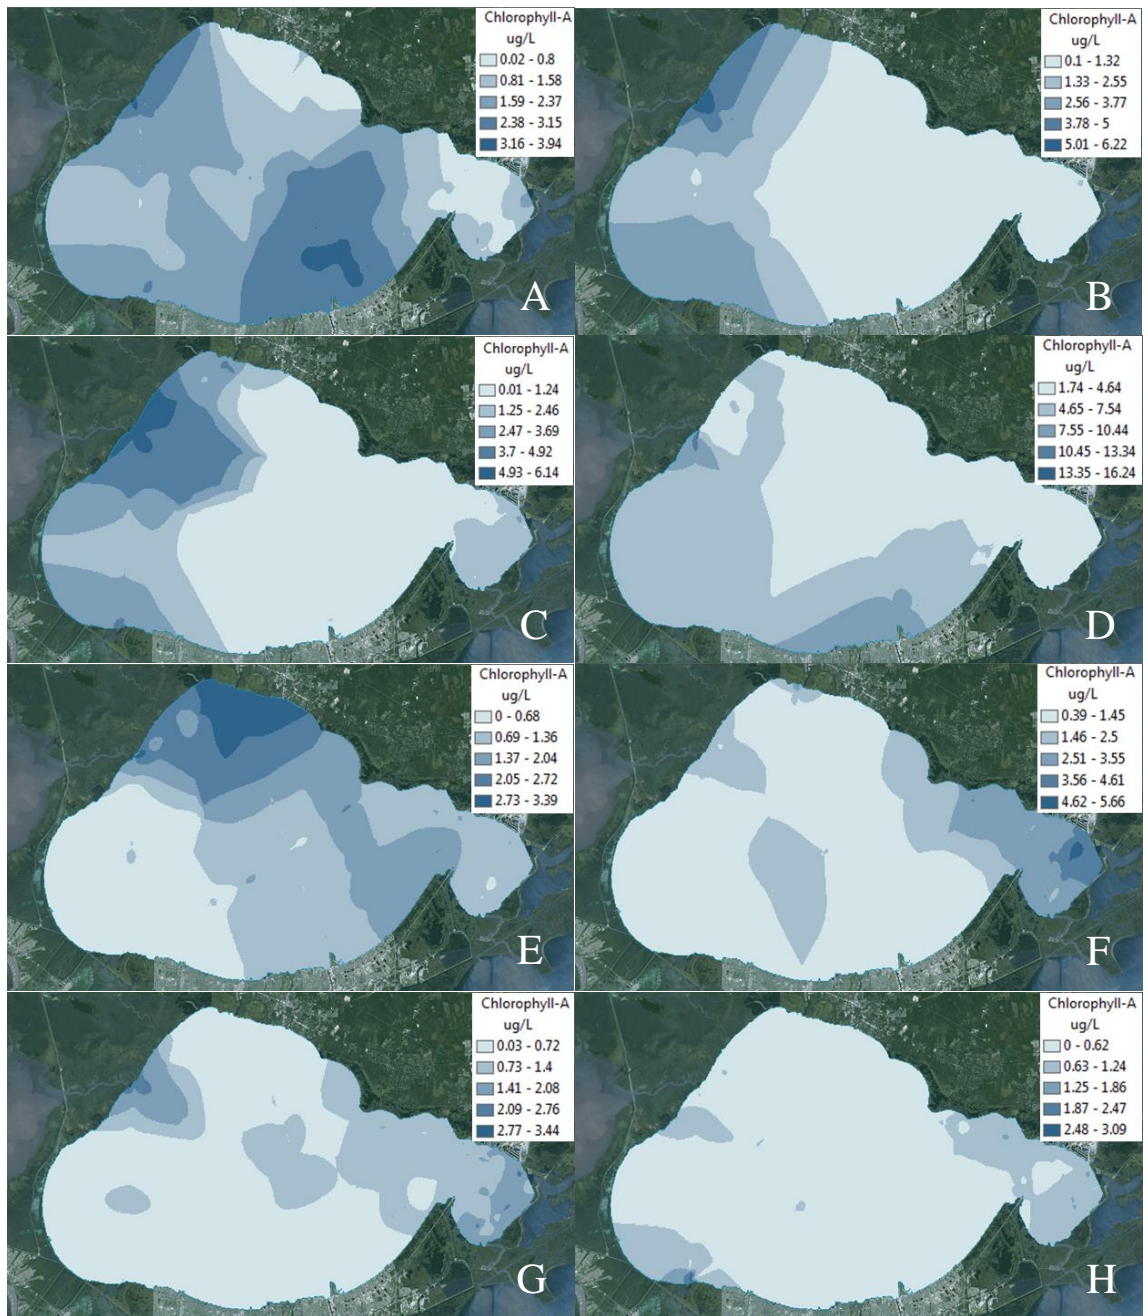 Chlorophyll-A
ug/L
0.02 - 0.8
0.81 - 1.58
1.59 - 2.37
2.38 - 3.15
3.16 - 3.94
A
Chlorophyll-A
ug/L
0.1 - 1.32
1.33 - 2.55
2.56 - 3.77
3.78 - 5
5.01 - 6.22
B
Chlorophyll-A
ug/L
0.01 - 1.24
1.25 - 2.46
2.47 - 3.69
3.7 - 4.92
4.93 - 6.14
C
Chlorophyll-A
ug/L
1.74 - 4.64
4.65 - 7.54
7.55 - 10.44
10.45 - 13.34
13.35 - 16.24
D
Chlorophyll-A
ug/L
0 - 0.68
0.69 - 1.36
1.37 - 2.04
2.05 - 2.72
2.73 - 3.39
E
Chlorophyll-A
ug/L
0.39 - 1.45
1.46 - 2.5
2.51 - 3.55
3.56 - 4.61
4.62 - 5.66
F
Chlorophyll-A
ug/L
0.03 - 0.72
0.73 - 1.4
1.41 - 2.08
2.09 - 2.76
2.77 - 3.44
G
Chlorophyll-A
ug/L
0 - 0.62
0.63 - 1.24
1.25 - 1.86
1.87 - 2.47
2.48 - 3.09
H